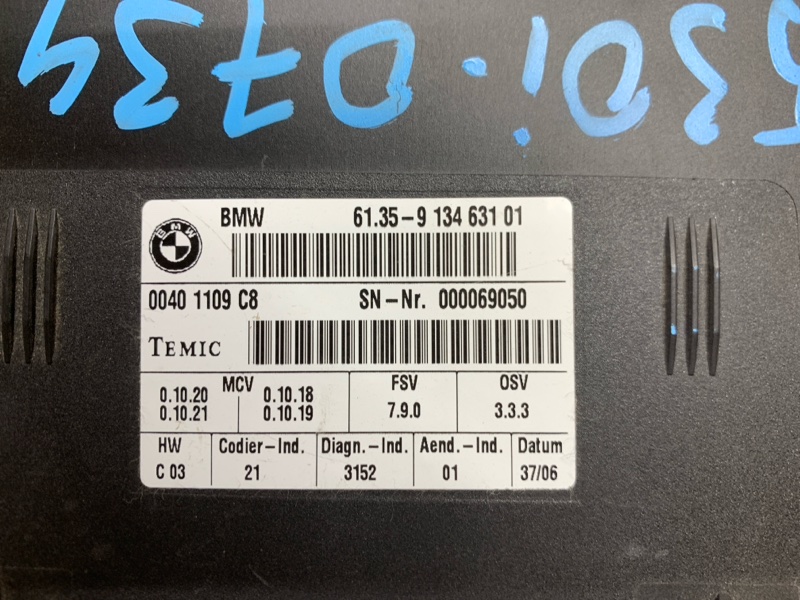 530i-0734
BMW
BMW 61.35-9 134 631 01
0040 1109 C8 SN-Nr. 000069050
TEMIC
MCV FSV OSV
0.10.20 0.10.18
0.10.21 0.10.19 7.9.0 3.3.3
HW Codier-Ind. Diagn.-Ind. Aend.-Ind. Datum
C 03 21 3152 01 37/06